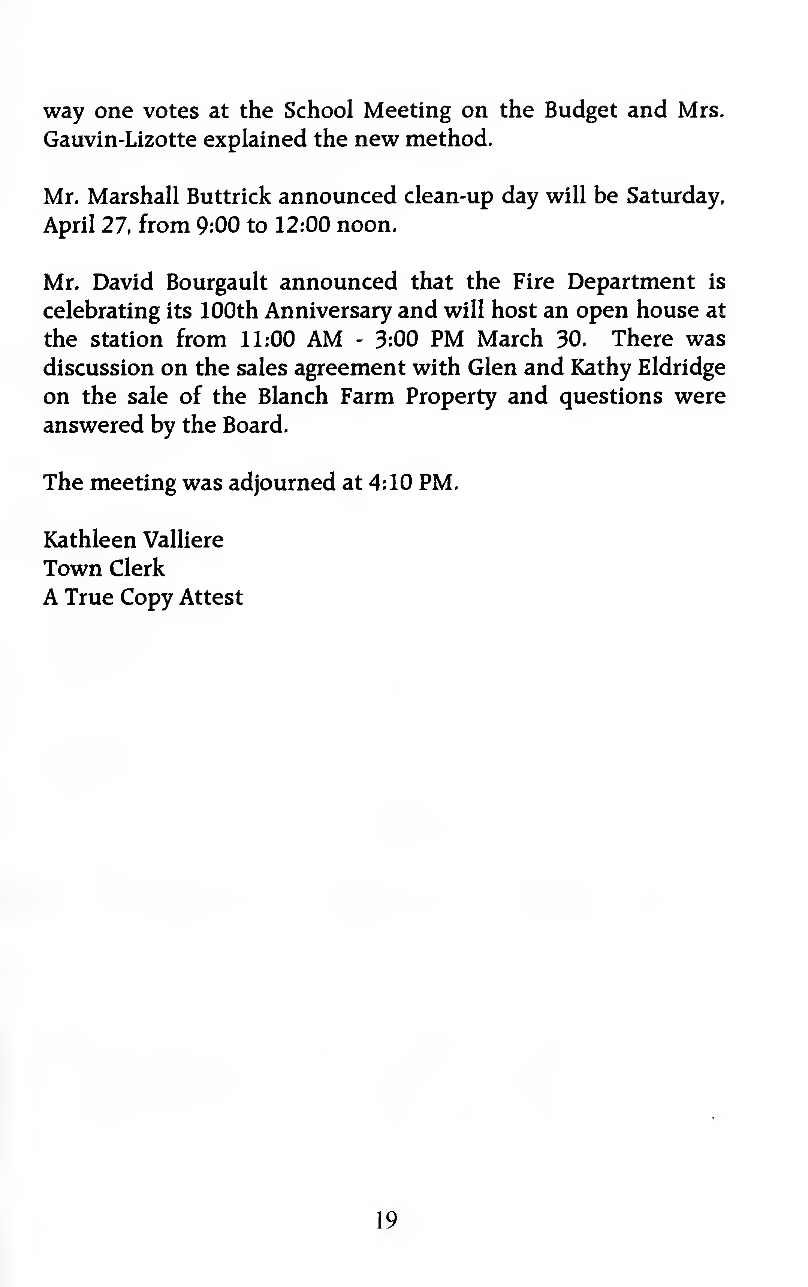 way one votes at the School Meeting on the Budget and Mrs.
Gauvin-Lizotte explained the new method.
Mr. Marshall Buttrick announced clean-up day will be Saturday,
April 27, from 9:00 to 12:00 noon.
Mr. David Bourgault announced that the Fire Department is
celebrating its 100th Anniversary and will host an open house at
the station from 11:00 AM - 3:00 PM March 30. There was
discussion on the sales agreement with Glen and Kathy Eldridge
on the sale of the Blanch Farm Property and questions were
answered by the Board.
The meeting was adjourned at 4:10 PM.
Kathleen Valliere
Town Clerk
A True Copy Attest
19